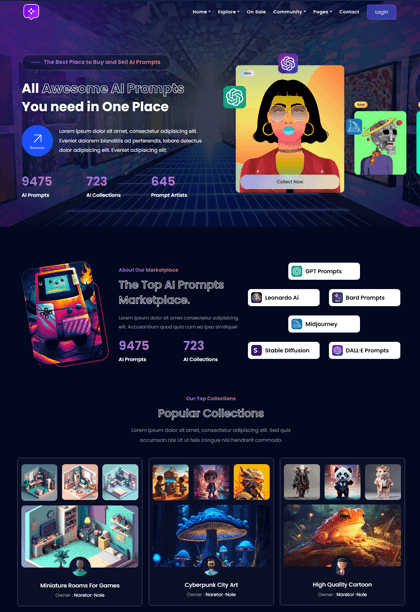 Home Explore On Sale Community Pages Contact Login
The Best Place to Buy and Sell AI Prompts
All Awesome AI Prompts
You need in One Place
Lorem ipsum dolor sit amet, consectetur adipisicing elit.
Eveniet dolorem blanditiis ad perferendis, labore delectus
dolor adipisicing elit. Eveniet adipisicing elit.
9475 723 645
AI Prompts AI Collections Prompt Artists
Collect Now
About Our Marketplace
The Top AI Prompts
Marketplace.
Lorem ipsum dolor sit amet consectetur adipisicing
elit. Accusantium quod quia cum ea ipsa similique!
9475 723
AI Prompts AI Collections
GPT Prompts
Leonardo Ai Bard Prompts
Midjourney
Stable Diffusion DALL·E Prompts
Our Top Collections
Popular Collections
Lorem ipsum dolor sit amet consectetur adipisicing elit. Sed quis
accumsan nisi Ut ut felis congue nisl hendrerit commodo.
Miniature Rooms For Games
Owner : Naretor-Nole
Cyberpunk City Art
Owner : Naretor-Nole
High Quality Cartoon
Owner : Naretor-Nole